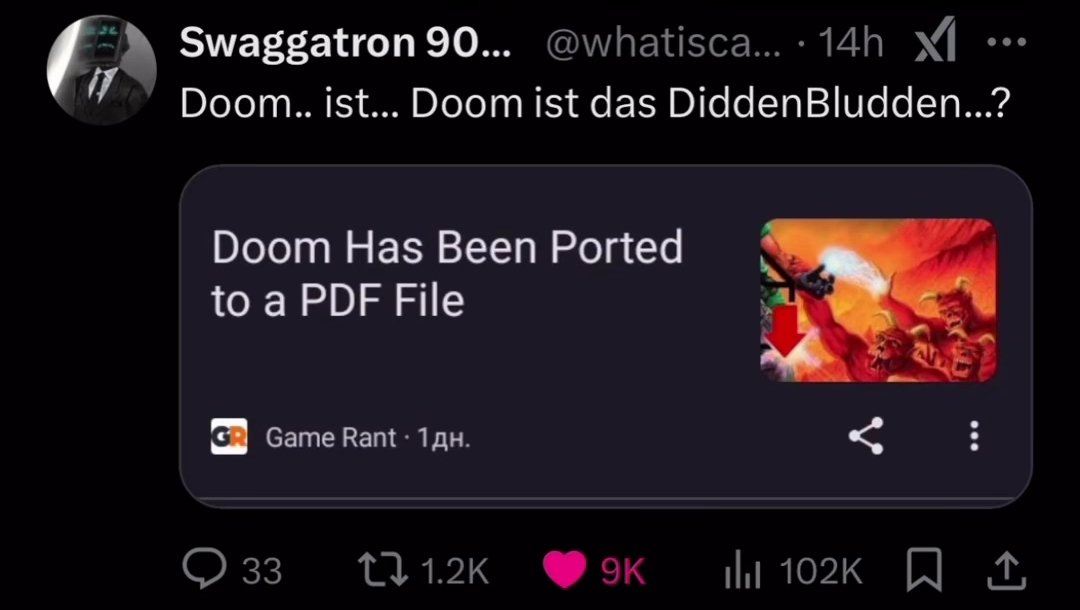 Swaggatron 90... @whatisca... · 14h
Doom.. ist... Doom ist das DiddenBludden...?
Doom Has Been Ported
to a PDF File
GR Game Rant · 1дн.
33 1.2K 9K 102K